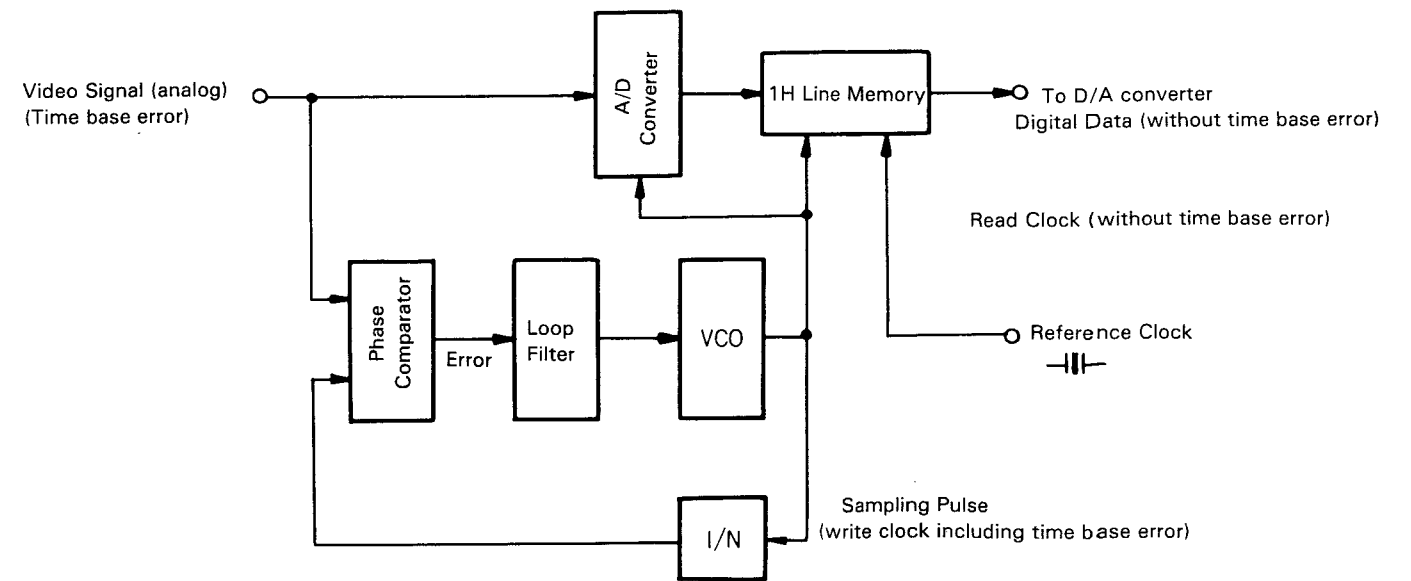 Video Signal (analog)
(Time base error)
A/D
Converter
1H Line Memory
To D/A converter
Digital Data (without time base error)
Read Clock (without time base error)
Phase
Comparator
Error
Loop
Filter
VCO
Reference Clock
Sampling Pulse
(write clock including time base error)
I/N